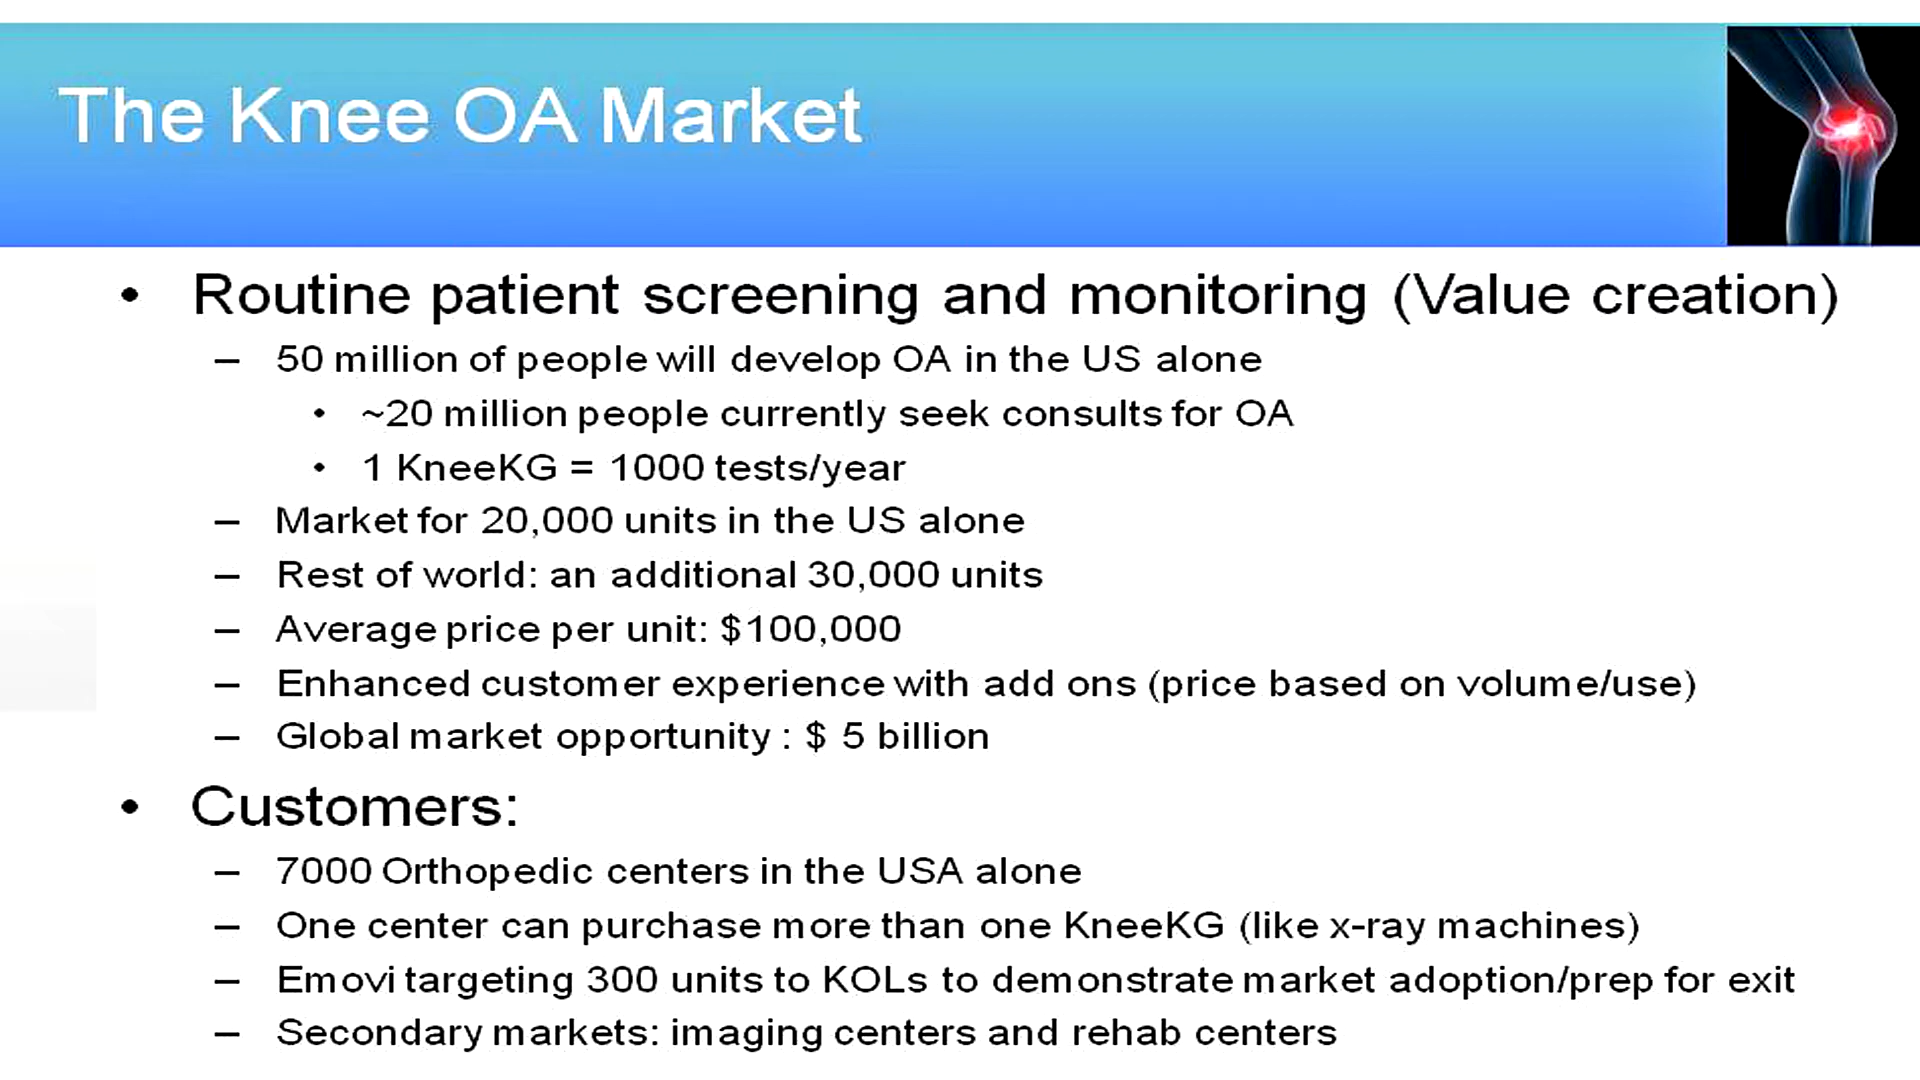 The Knee OA Market
• Routine patient screening and monitoring (Value creation)
– 50 million of people will develop OA in the US alone
• ~20 million people currently seek consults for OA
• 1 KneeKG = 1000 tests/year
– Market for 20,000 units in the US alone
– Rest of world: an additional 30,000 units
– Average price per unit: $100,000
– Enhanced customer experience with add ons (price based on volume/use)
– Global market opportunity : $ 5 billion
• Customers:
– 7000 Orthopedic centers in the USA alone
– One center can purchase more than one KneeKG (like x-ray machines)
– Emovi targeting 300 units to KOLs to demonstrate market adoption/prep for exit
– Secondary markets: imaging centers and rehab centers